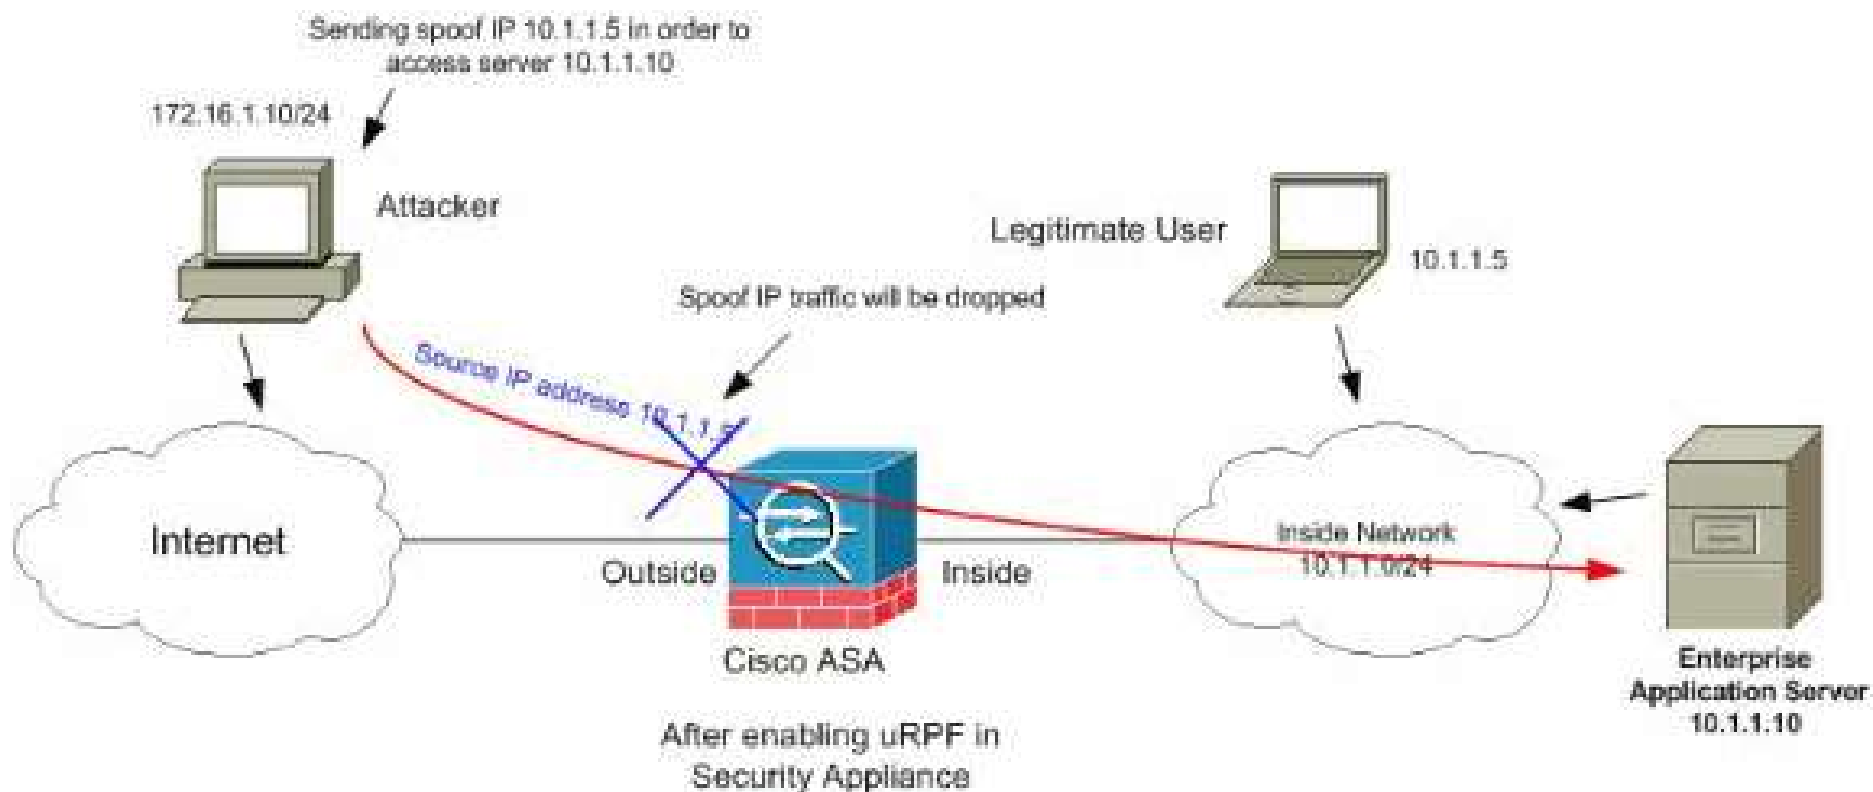 Sending spoof IP 10.1.1.5 in order to
access server 10.1.1.10
172.16.1.10/24
Attacker
Legitimate User
10.1.1.5
Spoof IP traffic will be dropped
Source IP address 10.1.1.5
Internet
Outside
Inside
Inside Network
10.1.1.0/24
Cisco ASA
Enterprise
Application Server
10.1.1.10
After enabling uRPF in
Security Appliance